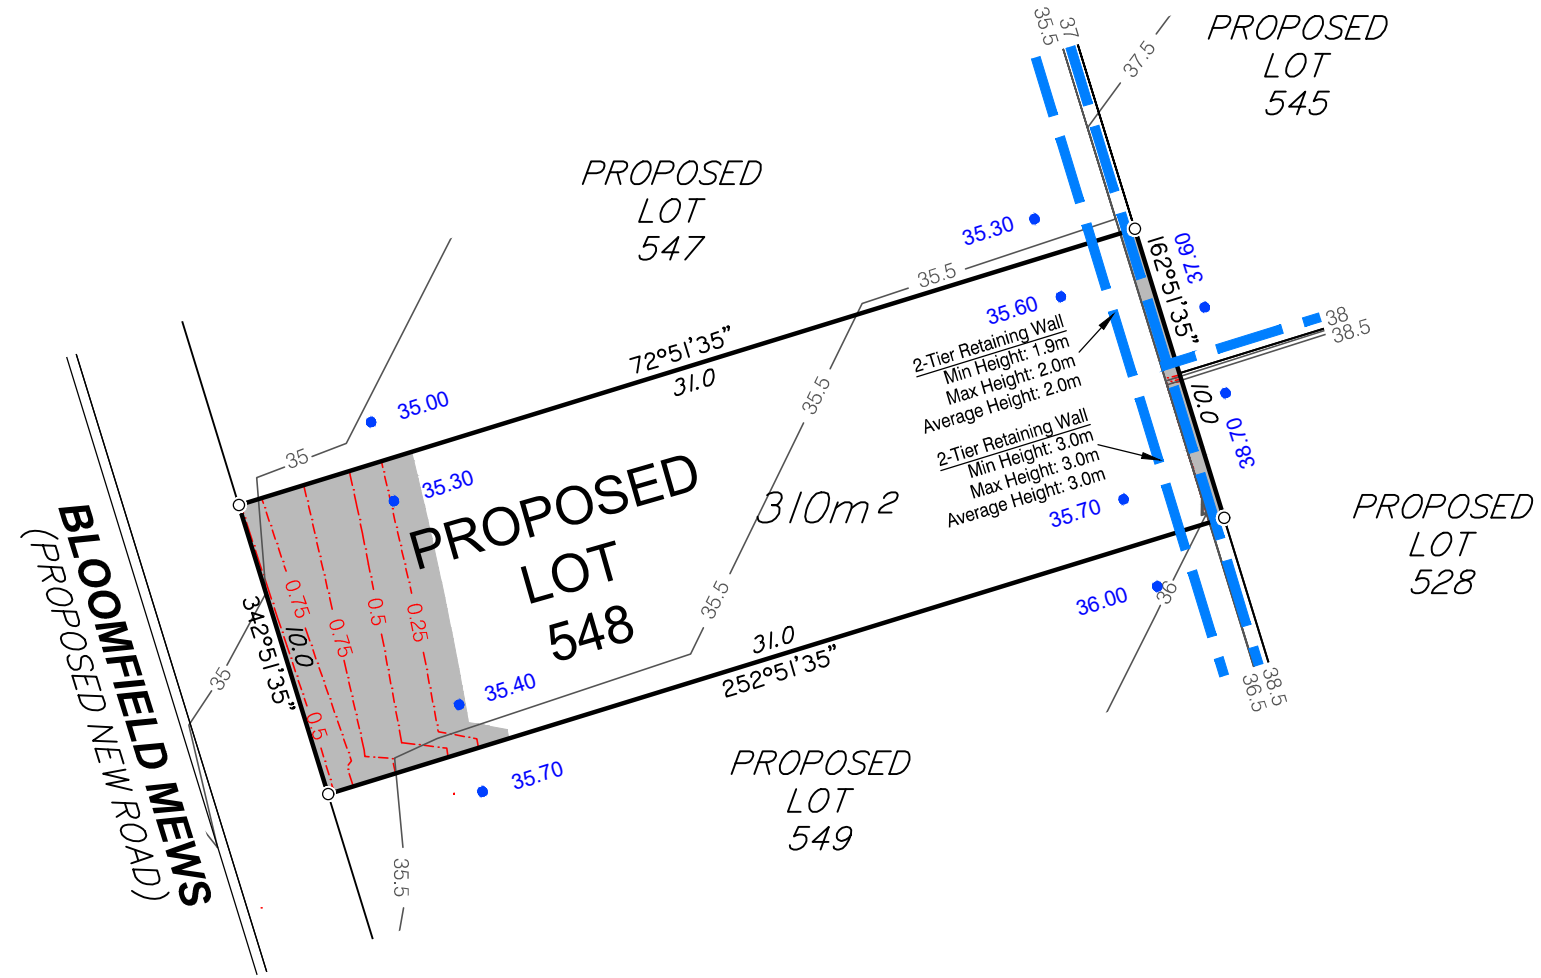 35.5
37
37.5
PROPOSED
LOT
545
PROPOSED
LOT
547
35.30
35.5
162°51'35"
37.60
35.60
2-Tier Retaining Wall
Min Height: 1.9m
Max Height: 2.0m
Average Height: 2.0m
38
38.5
72°51'35"
31.0
35.5
10.0
38.70
35.00
35
35.30
2-Tier Retaining Wall
Min Height: 3.0m
Max Height: 3.0m
Average Height: 3.0m
35.70
PROPOSED
LOT
548
310m²
PROPOSED
LOT
528
BLOOMFIELD MEWS
(PROPOSED NEW ROAD)
342°51'35"
10.0
0.75
0.75
0.5
0.25
0.5
35
35.5
36.00
36
31.0
252°51'35"
35.40
35.70
36.5
38.5
PROPOSED
LOT
549
35.5